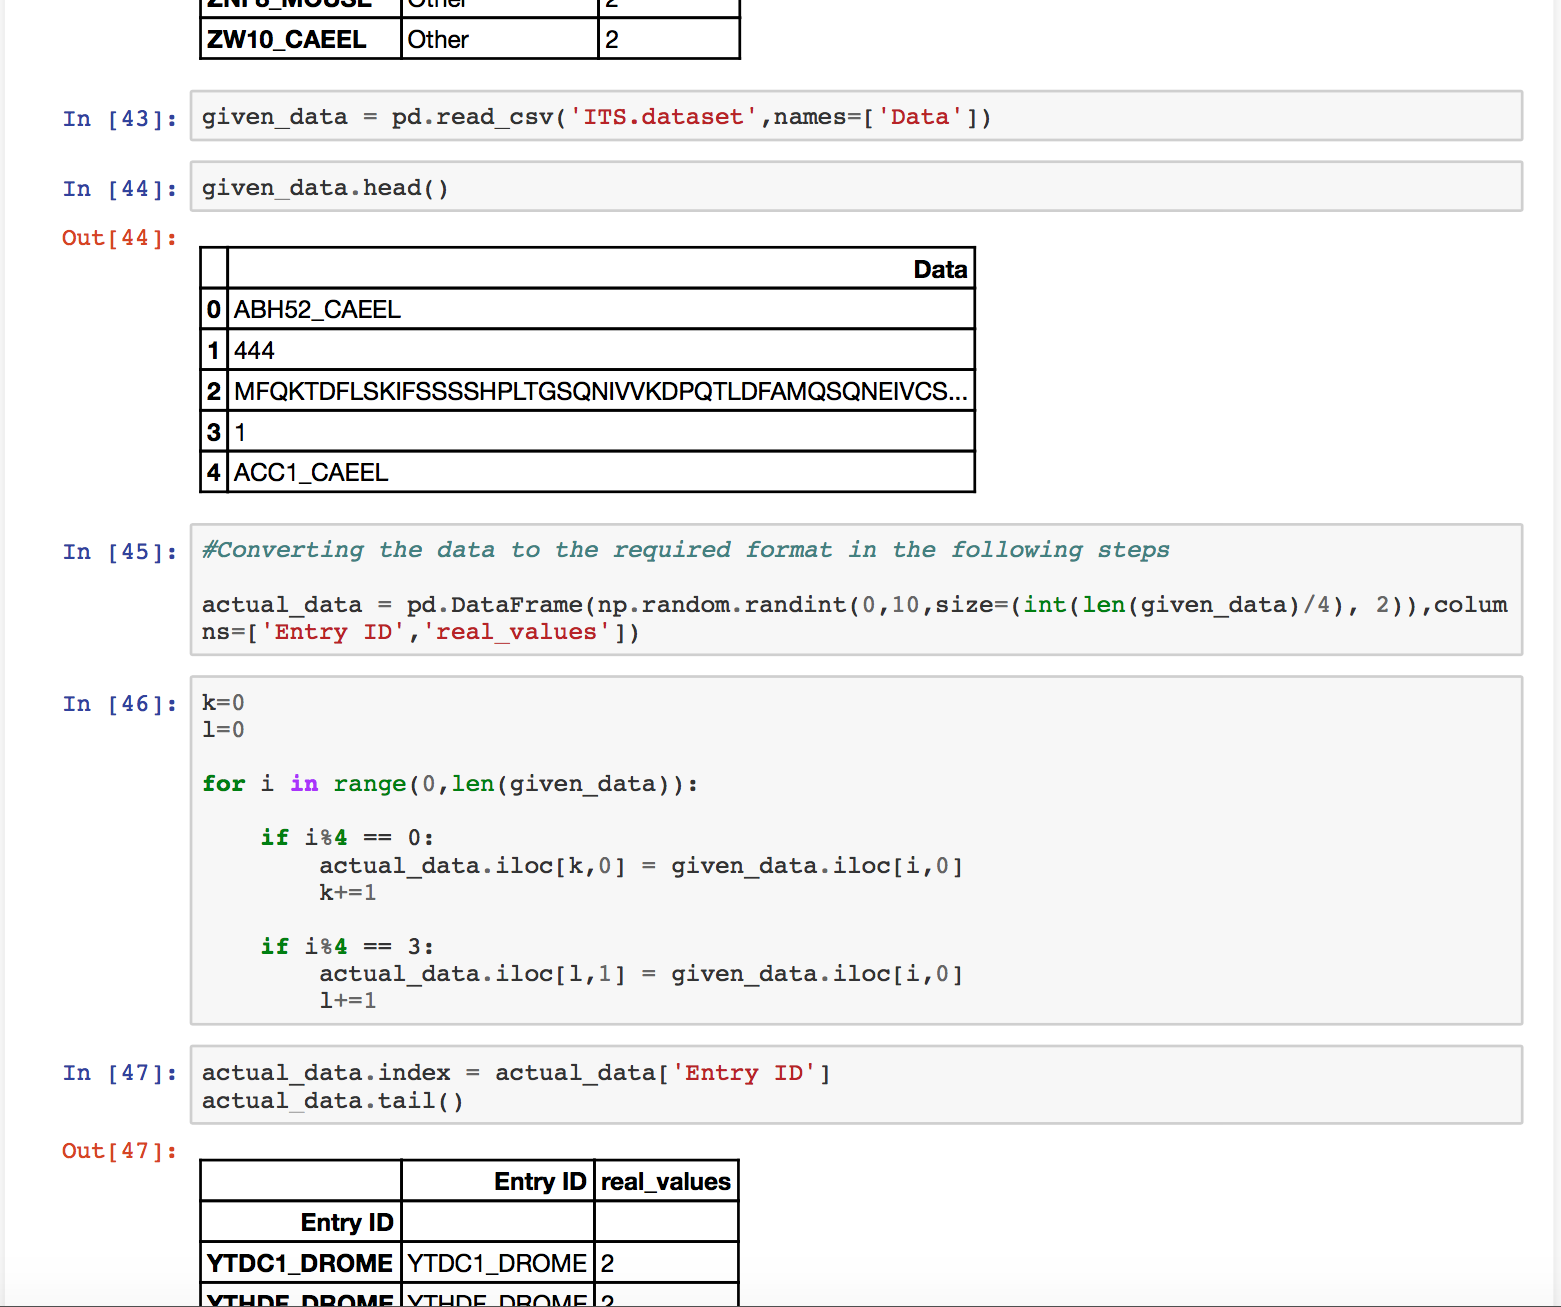 ZNF8_MOUSE Other 2
ZW10_CAEEL Other 2
In [43]: given_data = pd.read_csv('ITS.dataset',names=['Data'])
In [44]: given_data.head()
Out[44]:
Data
0 ABH52_CAEEL
1 444
2 MFQKTDFLSKIFSSSSHPLTGSQNIVVKDPQTLDFAMQSQNEIVCS...
3 1
4 ACC1_CAEEL
In [45]: #Converting the data to the required format in the following steps
actual_data = pd.DataFrame(np.random.randint(0,10,size=(int(len(given_data)/4), 2)),colum
ns=['Entry ID','real_values'])
In [46]: k=0
l=0
for i in range(0,len(given_data)):
if i%4 == 0:
actual_data.iloc[k,0] = given_data.iloc[i,0]
k+=1
if i%4 == 3:
actual_data.iloc[l,1] = given_data.iloc[i,0]
l+=1
In [47]: actual_data.index = actual_data['Entry ID']
actual_data.tail()
Out[47]:
Entry ID real_values
Entry ID
YTDC1_DROME YTDC1_DROME 2
YTHDF_DROME YTHDF_DROME 2